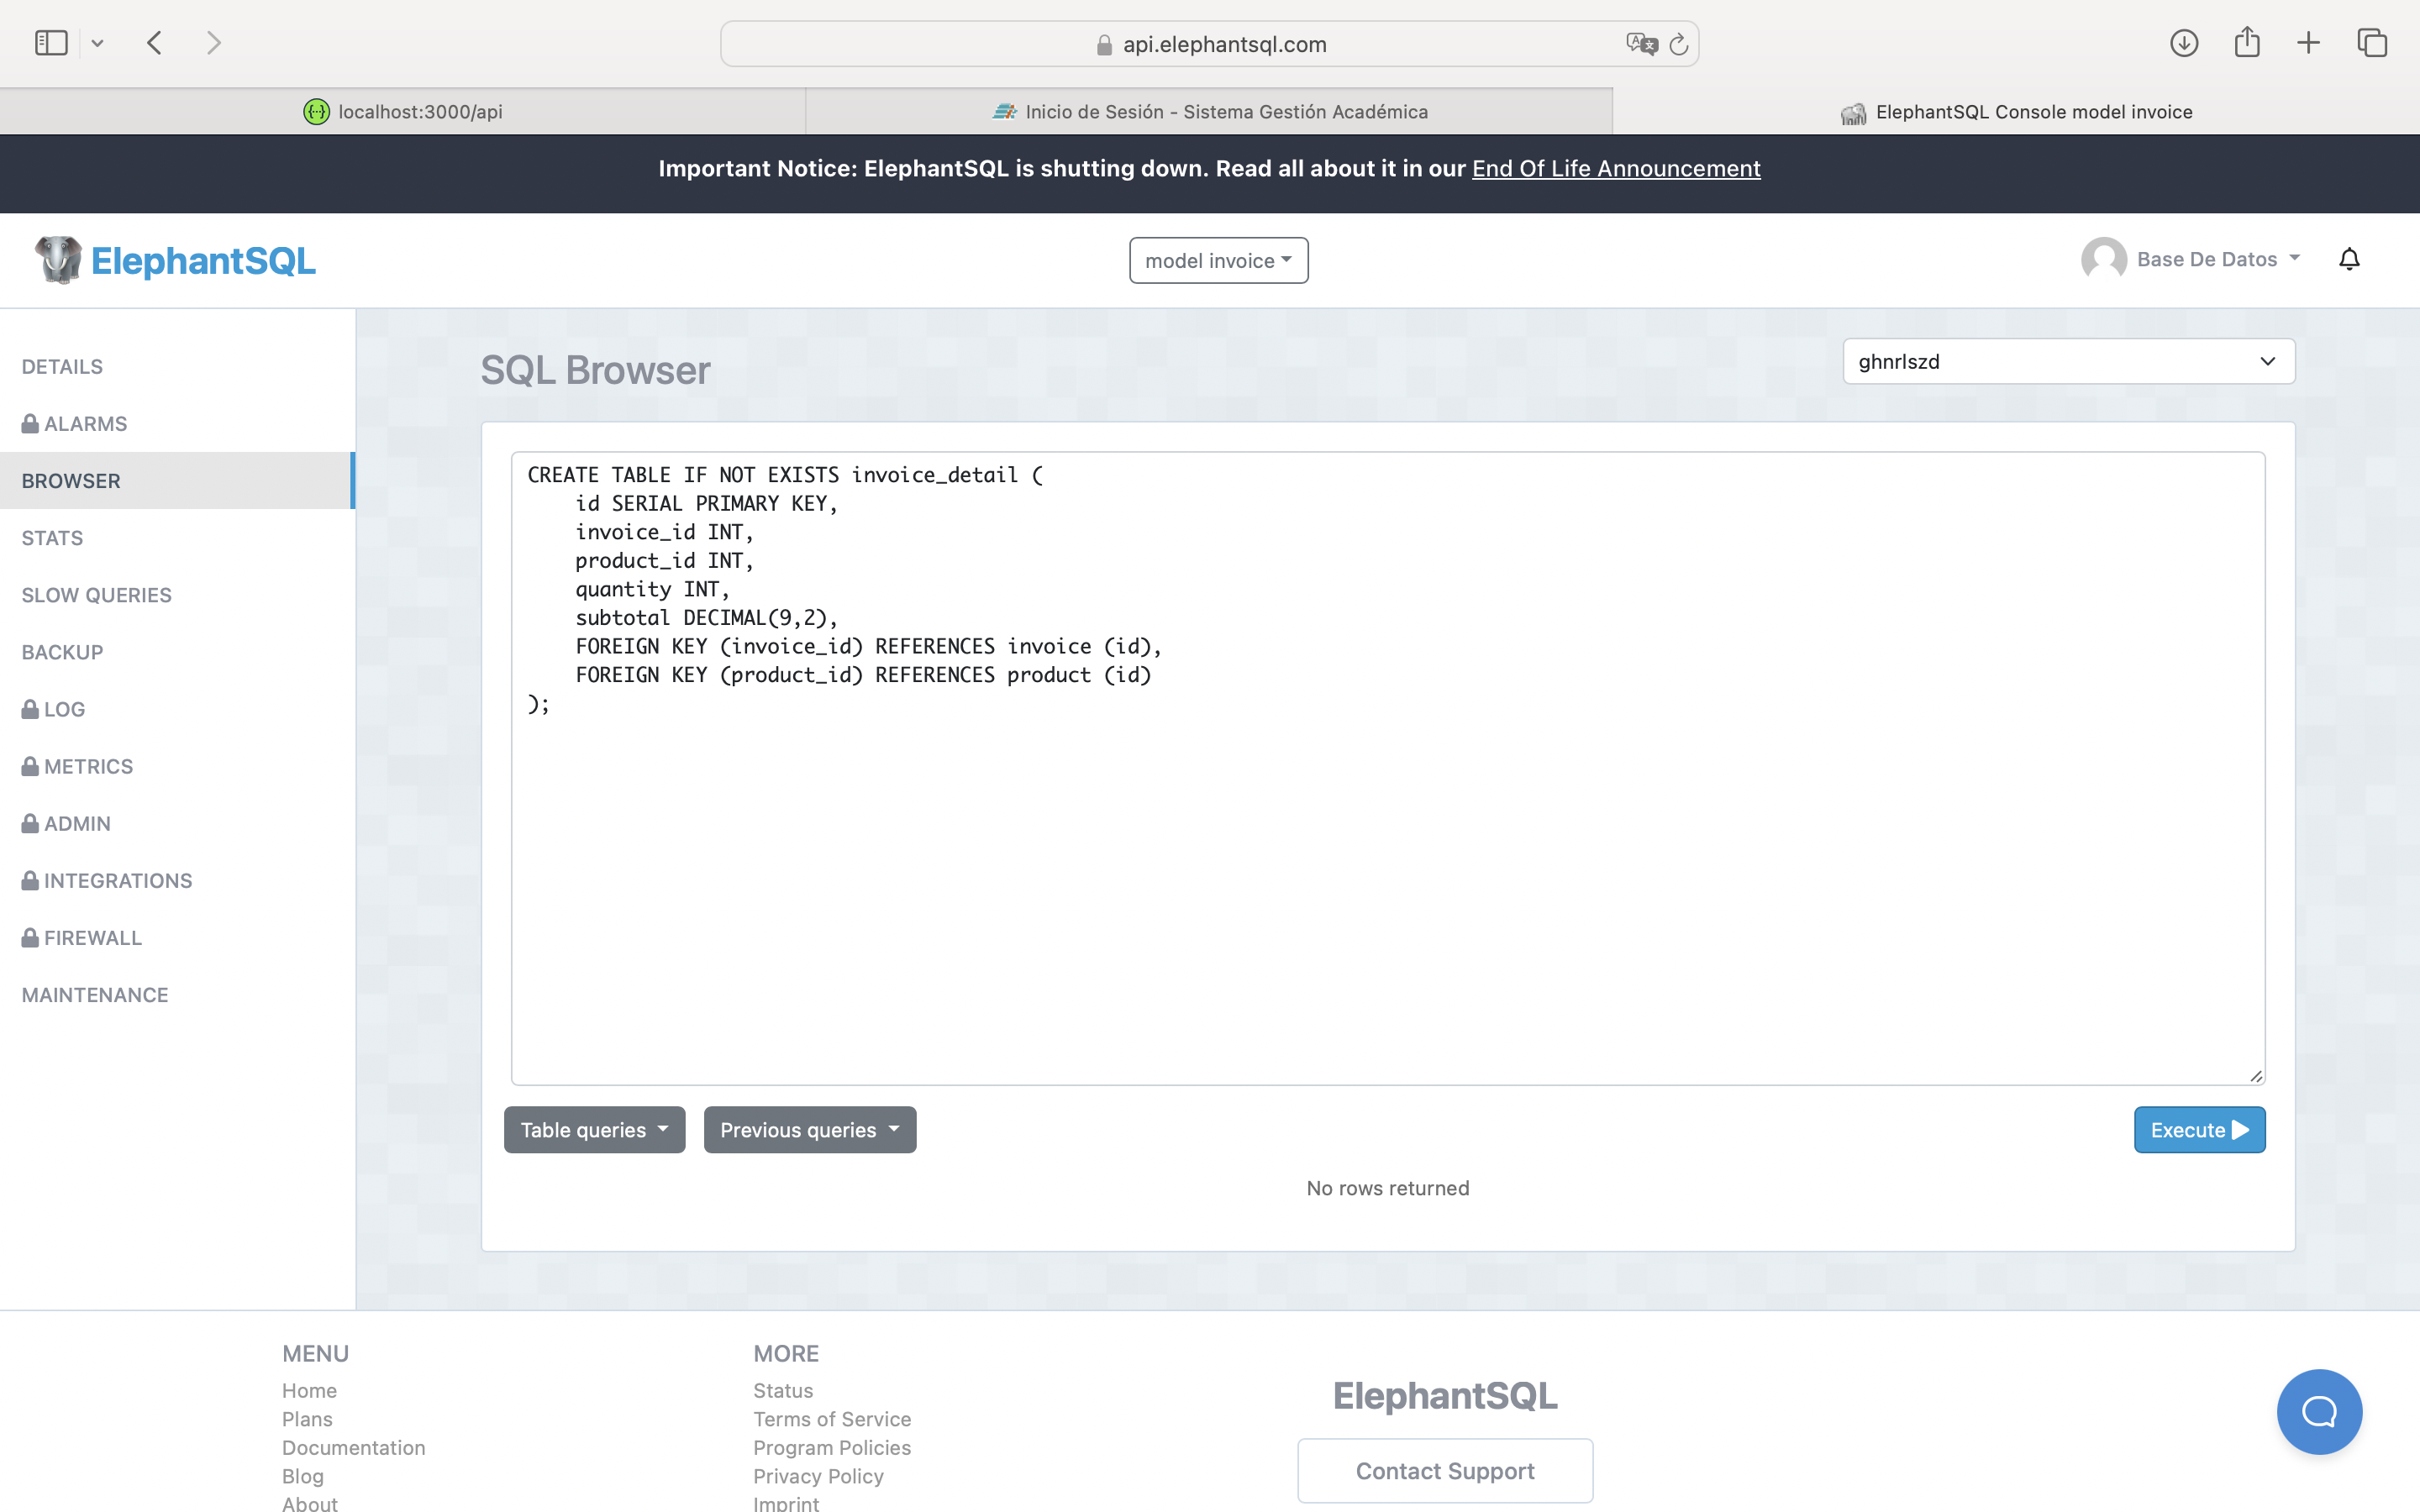 api.elephantsql.com
localhost:3000/api
Inicio de Sesión - Sistema Gestión Académica
ElephantSQL Console model invoice
Important Notice: ElephantSQL is shutting down. Read all about it in our End Of Life Announcement
ElephantSQL
model invoice
Base De Datos
DETAILS
ALARMS
BROWSER
STATS
SLOW QUERIES
BACKUP
LOG
METRICS
ADMIN
INTEGRATIONS
FIREWALL
MAINTENANCE
SQL Browser
ghnrlszd
CREATE TABLE IF NOT EXISTS invoice_detail (
    id SERIAL PRIMARY KEY,
    invoice_id INT,
    product_id INT,
    quantity INT,
    subtotal DECIMAL(9,2),
    FOREIGN KEY (invoice_id) REFERENCES invoice (id),
    FOREIGN KEY (product_id) REFERENCES product (id)
);
Table queries
Previous queries
Execute
No rows returned
MENU
Home
Plans
Documentation
Blog
About
MORE
Status
Terms of Service
Program Policies
Privacy Policy
Imprint
ElephantSQL
Contact Support